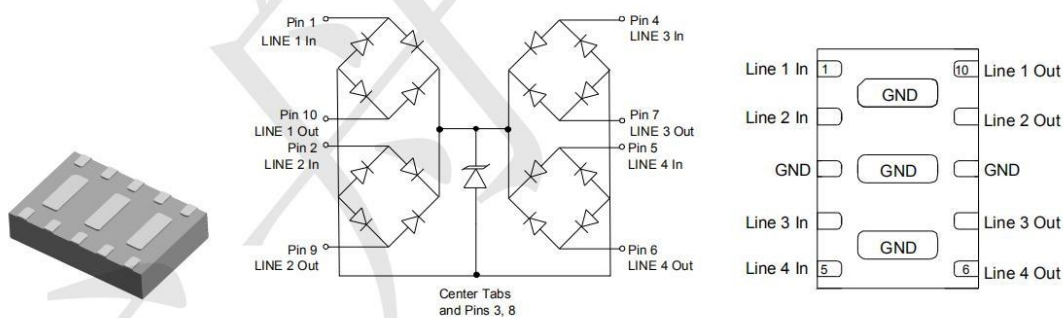 Pin 1
LINE 1 In
Pin 10
LINE 1 Out
Pin 2
LINE 2 In
Pin 9
LINE 2 Out
Pin 4
LINE 3 In
Pin 7
LINE 3 Out
Pin 5
LINE 4 In
Pin 6
LINE 4 Out
Center Tabs
and Pins 3, 8
Line 1 In 1 10 Line 1 Out
GND
Line 2 In Line 2 Out
GND GND GND
Line 3 In Line 3 Out
GND
Line 4 In 5 6 Line 4 Out